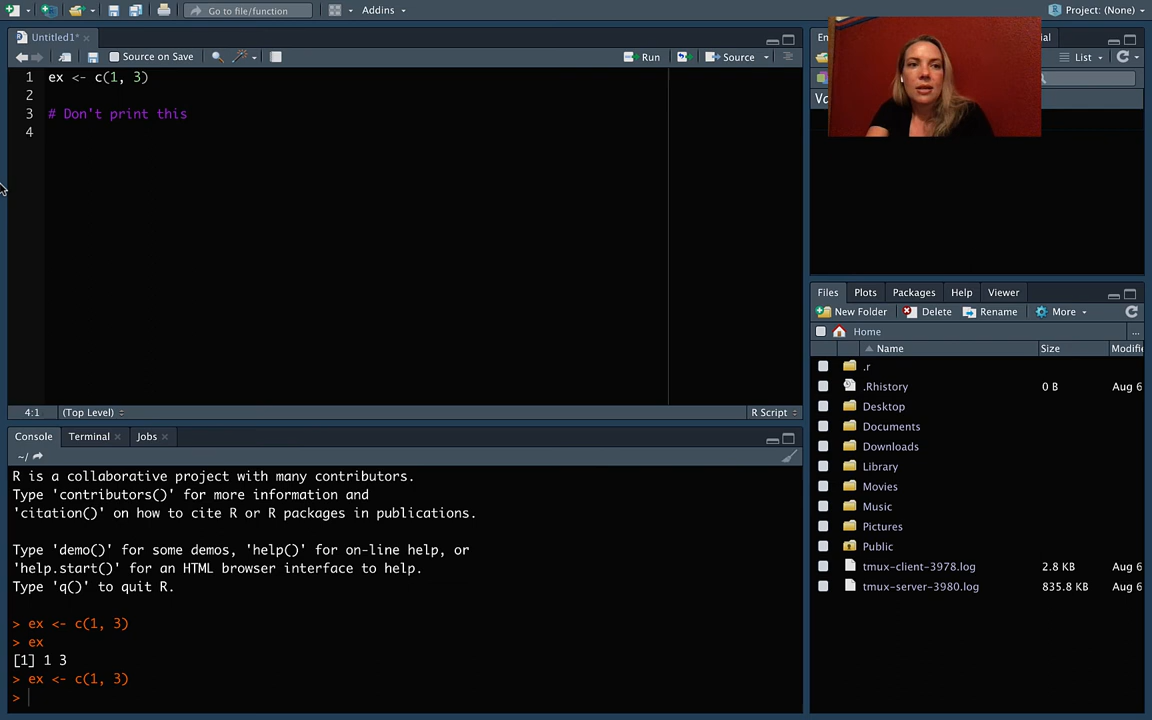 Go to file/function
Addins
Project: (None)
Untitled1*
Source on Save
Run
Source
1 ex <- c(1, 3)
2
3 # Don't print this
4
4:1 (Top Level) R Script
Console Terminal Jobs
~/
R is a collaborative project with many contributors.
Type 'contributors()' for more information and
'citation()' on how to cite R or R packages in publications.
Type 'demo()' for some demos, 'help()' for on-line help, or
'help.start()' for an HTML browser interface to help.
Type 'q()' to quit R.
> ex <- c(1, 3)
> ex
[1] 1 3
> ex <- c(1, 3)
>
List
Files Plots Packages Help Viewer
New Folder Delete Rename More
Home ...
Name Size Modifie
.r
.Rhistory 0 B Aug 6
Desktop
Documents
Downloads
Library
Movies
Music
Pictures
Public
tmux-client-3978.log 2.8 KB Aug 6
tmux-server-3980.log 835.8 KB Aug 6